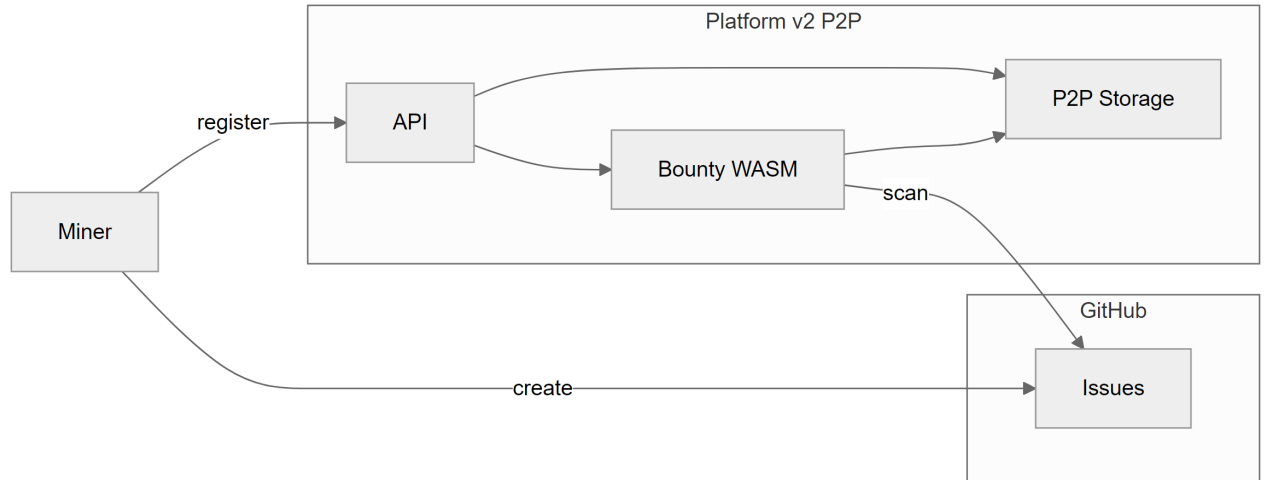 Platform v2 P2P
register
API
P2P Storage
Bounty WASM
scan
Miner
GitHub
create
Issues